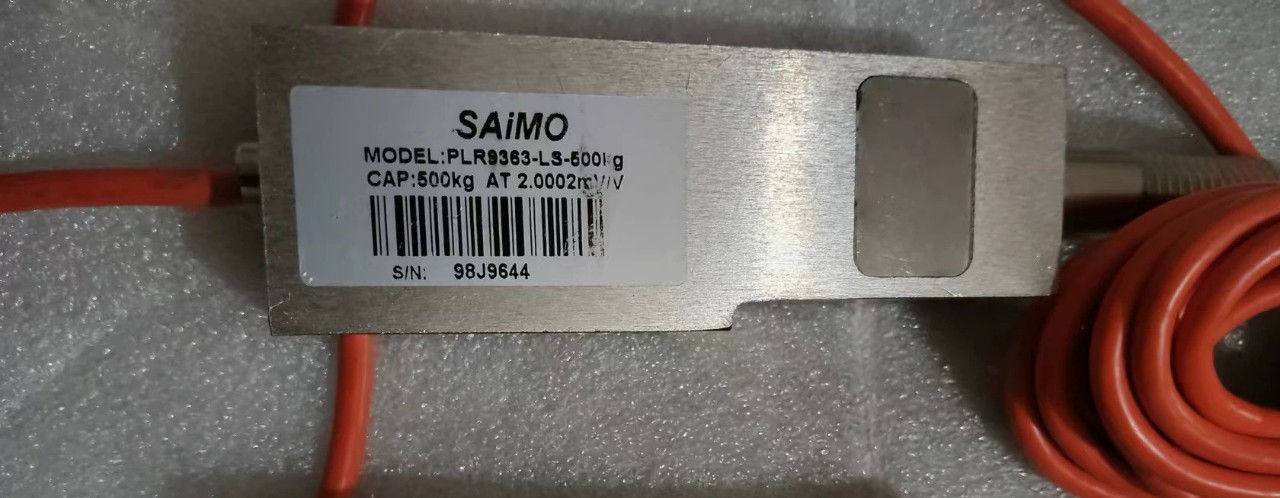 SAiMO
MODEL:PLR9363-LS-500kg
CAP:500kg AT 2.0002mV/V
S/N: 98J9644